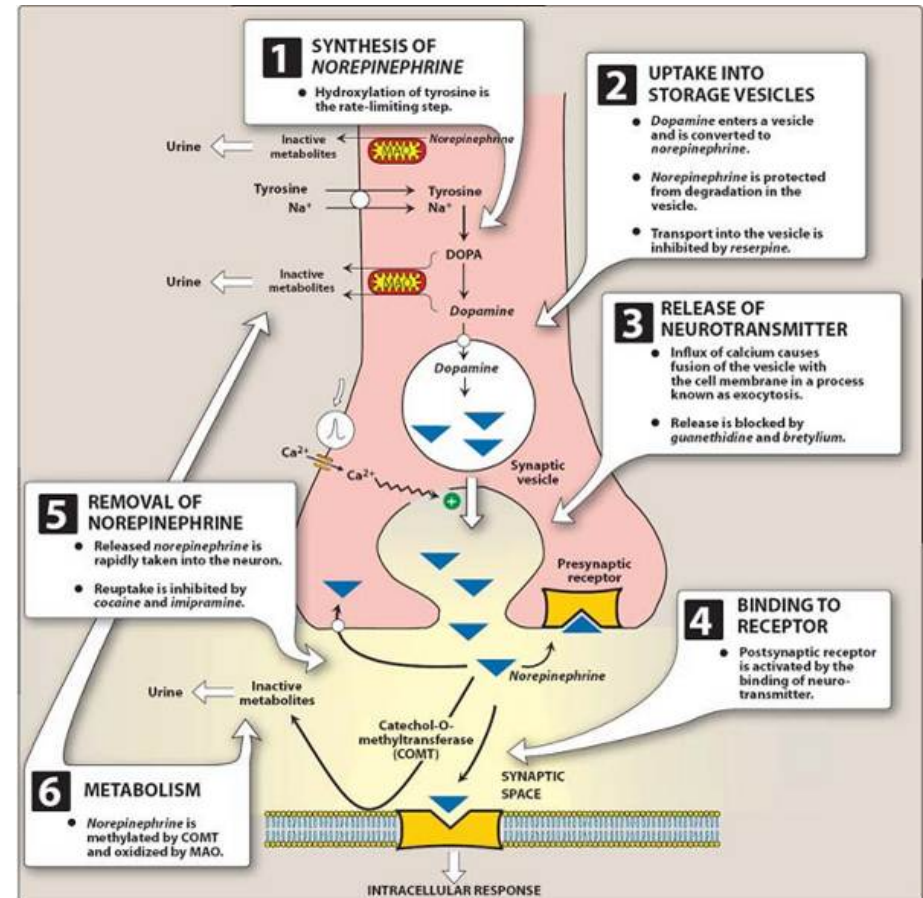 1 SYNTHESIS OF
NOREPINEPHRINE
• Hydroxylation of tyrosine is
the rate-limiting step.
2 UPTAKE INTO
STORAGE VESICLES
• Dopamine enters a vesicle
and is converted to
norepinephrine.
• Norepinephrine is protected
from degradation in the
vesicle.
• Transport into the vesicle is
inhibited by reserpine.
Urine
Inactive
metabolites
MAO
Norepinephrine
Tyrosine
Na⁺
Tyrosine
Na⁺
DOPA
Urine
Inactive
metabolites
MAO
Dopamine
Dopamine
3 RELEASE OF
NEUROTRANSMITTER
• Influx of calcium causes
fusion of the vesicle with
the cell membrane in a process
known as exocytosis.
• Release is blocked by
guanethidine and bretylium.
Synaptic
vesicle
Ca²⁺
Ca²⁺
+
5 REMOVAL OF
NOREPINEPHRINE
• Released norepinephrine is
rapidly taken into the neuron.
• Reuptake is inhibited by
cocaine and imipramine.
Presynaptic
receptor
4 BINDING TO
RECEPTOR
• Postsynaptic receptor
is activated by the
binding of neuro-
transmitter.
Norepinephrine
Urine
Inactive
metabolites
Catechol-O-
methyltransferase
(COMT)
SYNAPTIC
SPACE
6 METABOLISM
• Norepinephrine is
methylated by COMT
and oxidized by MAO.
INTRACELLULAR RESPONSE